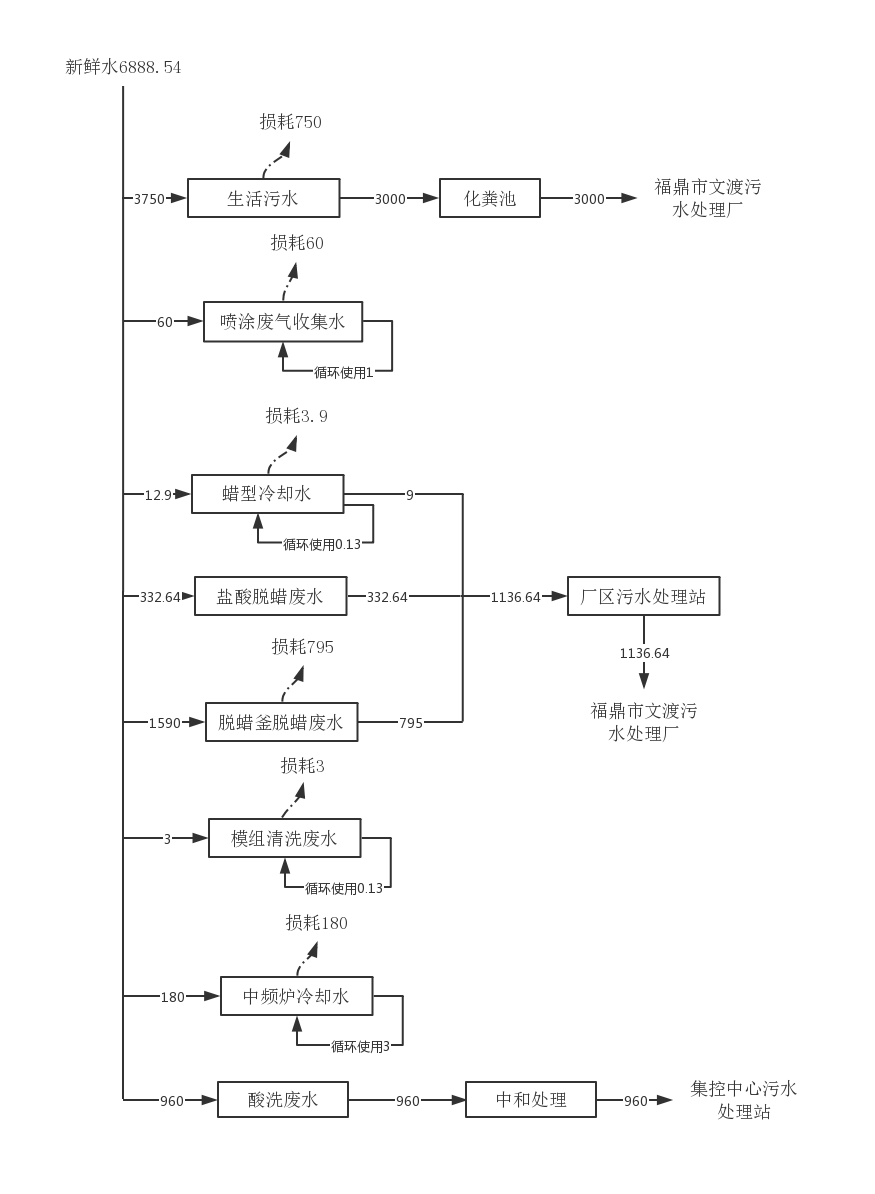 新鲜水6888.54
损耗750
3750
生活污水
3000
化粪池
3000
福鼎市文渡污
水处理厂
损耗60
60
喷涂废气收集水
循环使用1
损耗3.9
12.9
蜡型冷却水
9
循环使用0.13
332.64
盐酸脱蜡废水
332.64
1136.64
厂区污水处理站
1136.64
福鼎市文渡污
水处理厂
损耗795
1590
脱蜡釜脱蜡废水
795
损耗3
3
模组清洗废水
循环使用0.13
损耗180
180
中频炉冷却水
循环使用3
960
酸洗废水
960
中和处理
960
集控中心污水
处理站